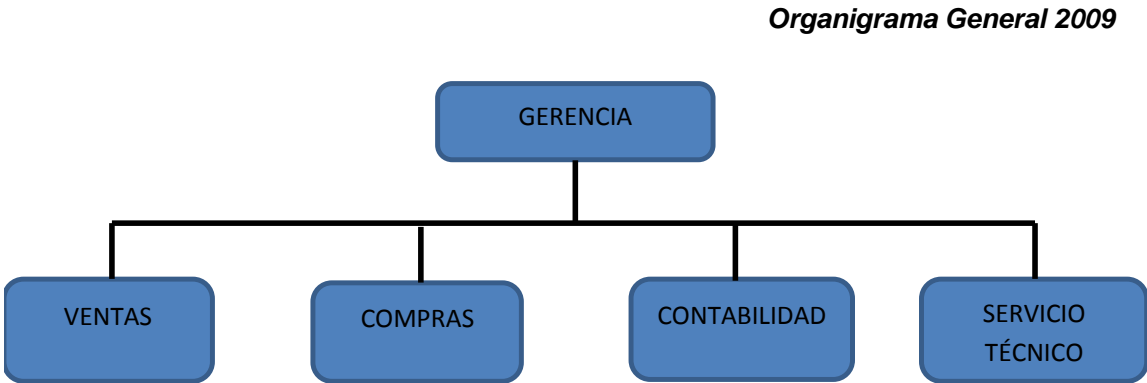 Organigrama General 2009
GERENCIA
VENTAS
COMPRAS
CONTABILIDAD
SERVICIO
TÉCNICO